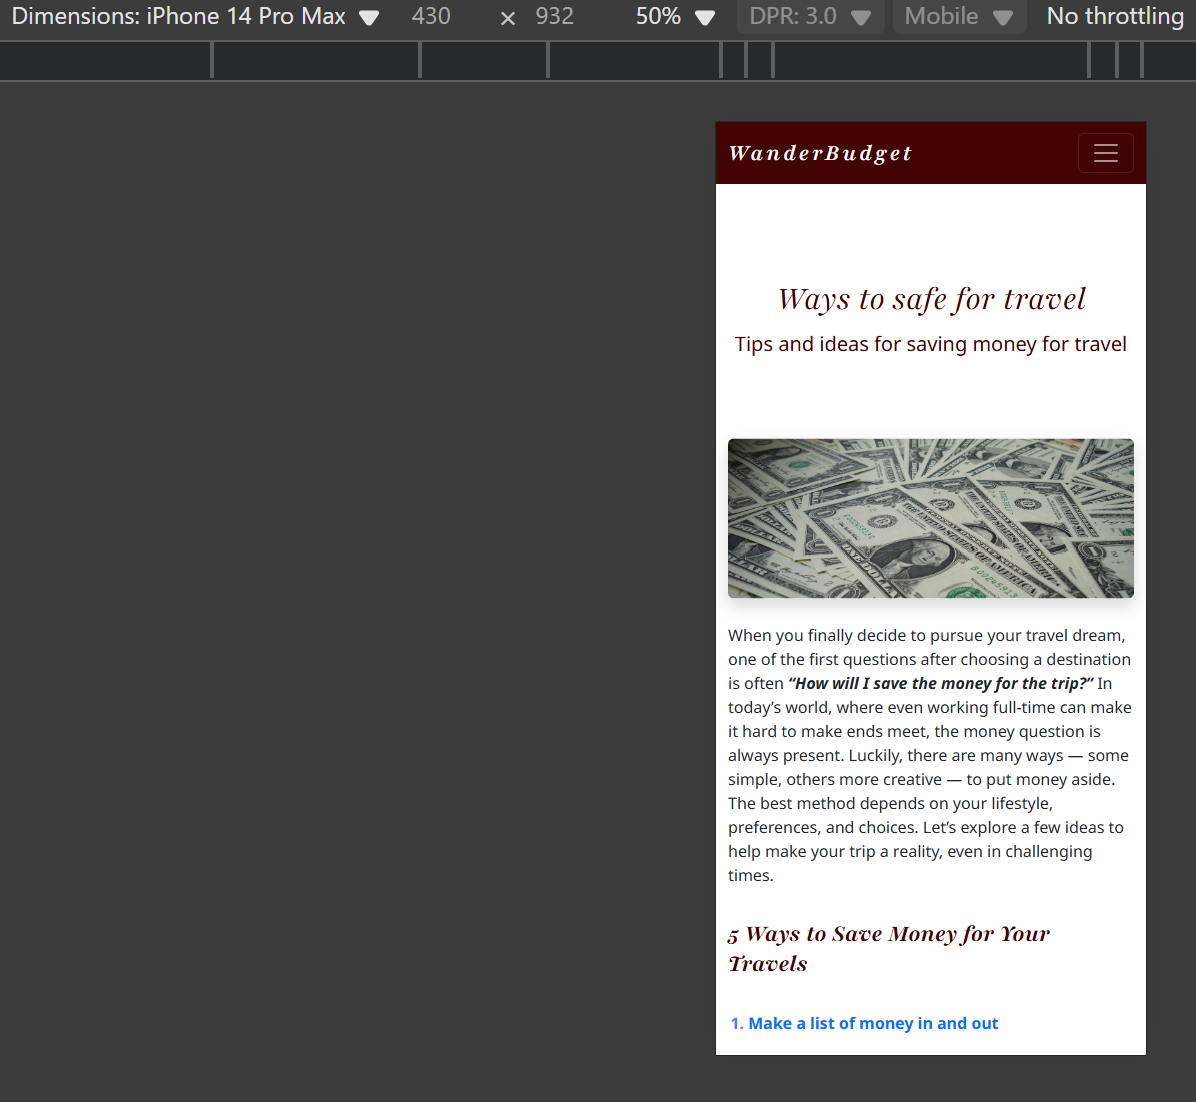 Dimensions: iPhone 14 Pro Max 430 × 932 50% DPR: 3.0 Mobile No throttling
WanderBudget
Ways to safe for travel
Tips and ideas for saving money for travel
When you finally decide to pursue your travel dream,
one of the first questions after choosing a destination
is often “How will I save the money for the trip?” In
today’s world, where even working full-time can make
it hard to make ends meet, the money question is
always present. Luckily, there are many ways — some
simple, others more creative — to put money aside.
The best method depends on your lifestyle,
preferences, and choices. Let’s explore a few ideas to
help make your trip a reality, even in challenging
times.
5 Ways to Save Money for Your
Travels
1. Make a list of money in and out